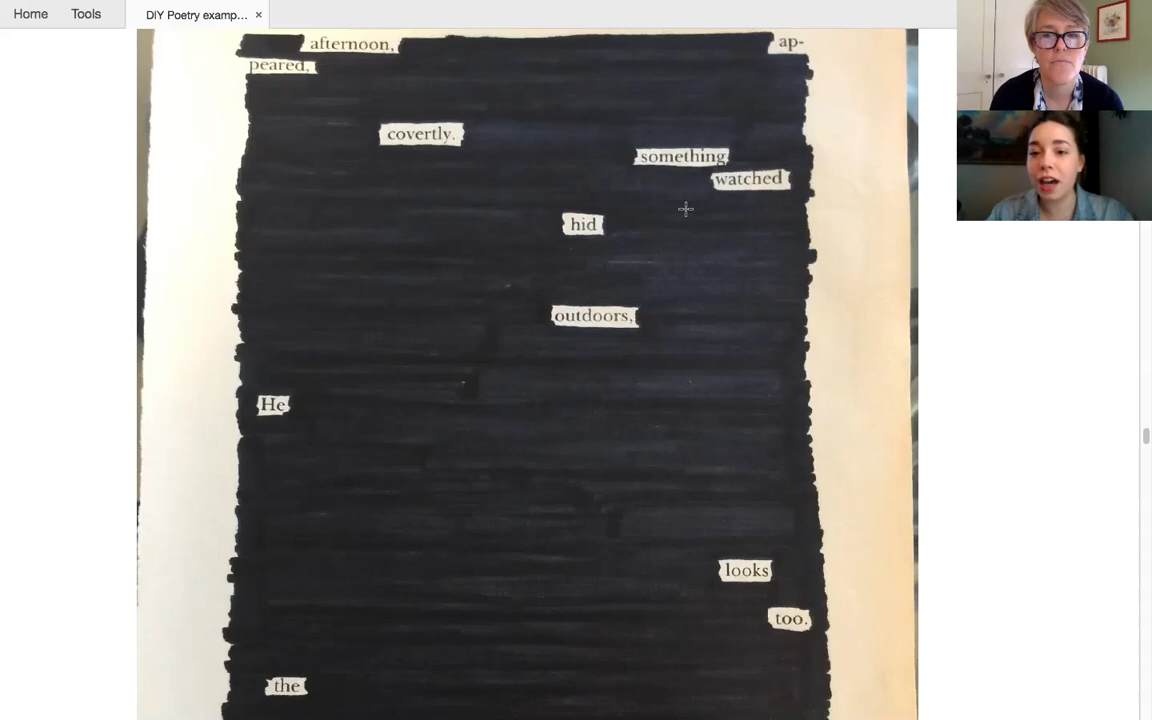 Home Tools DIY Poetry examp... ×
afternoon, ap-
peared,
covertly.
something
watched
hid
outdoors,
He
looks
too.
the